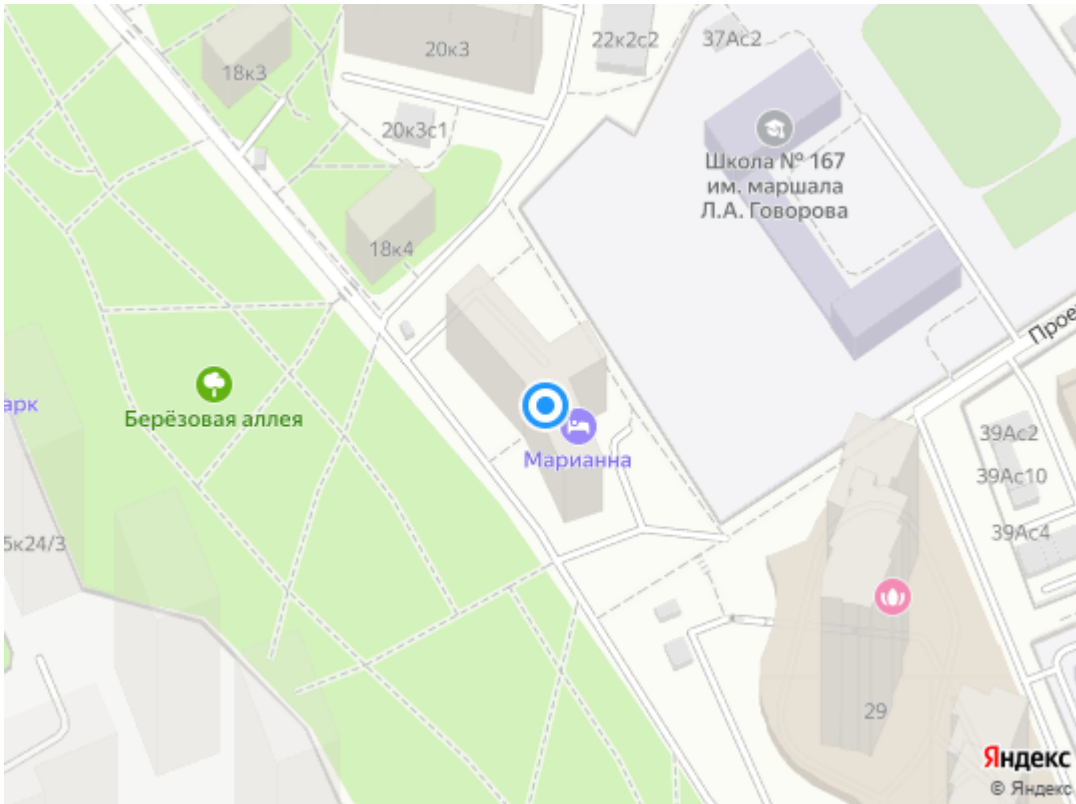 20к3
22к2с2
37Ас2
18к3
20к3с1
Школа № 167
им. маршала
Л.А. Говорова
18к4
Прое
арк
Берёзовая аллея
Марианна
39Ас2
39Ас10
39Ас4
5к24/3
29
Яндекс
© Яндекс